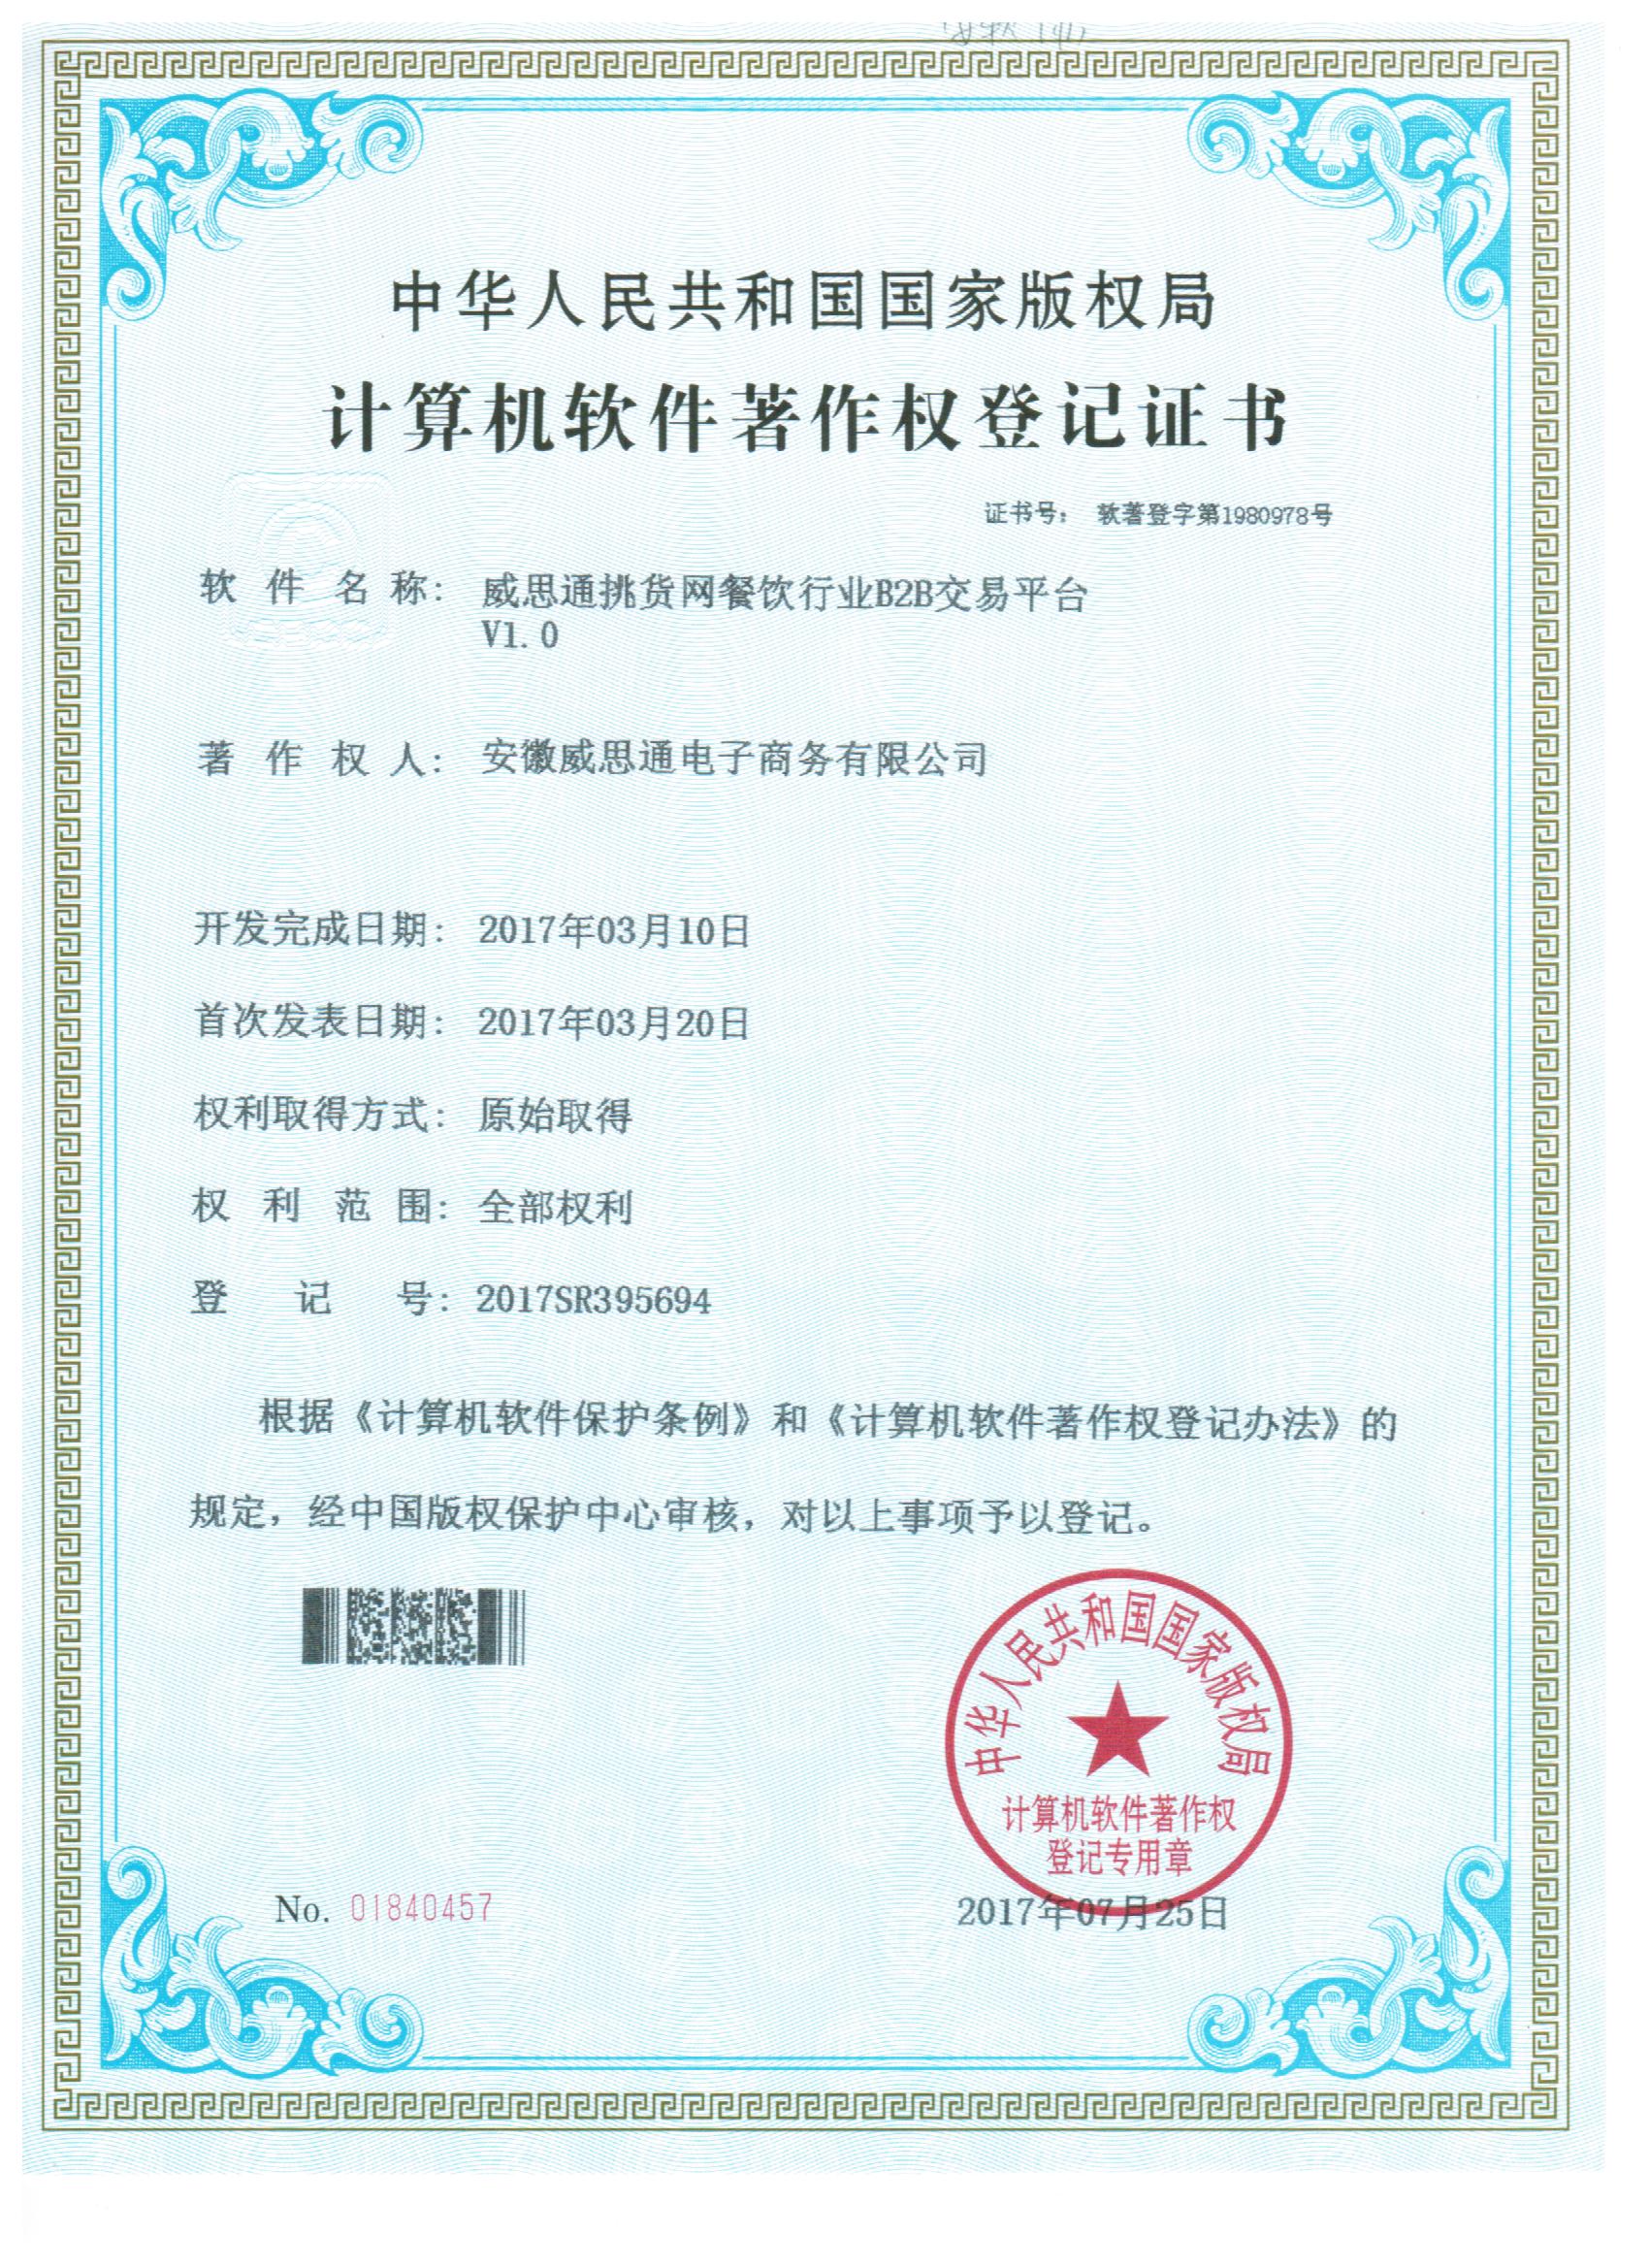 中华人民共和国国家版权局
计算机软件著作权登记证书
证书号： 软著登字第1980978号
软件名称： 威思通挑货网餐饮行业B2B交易平台
V1.0
著作权人： 安徽威思通电子商务有限公司
开发完成日期： 2017年03月10日
首次发表日期： 2017年03月20日
权利取得方式： 原始取得
权利范围： 全部权利
登记号： 2017SR395694
根据《计算机软件保护条例》和《计算机软件著作权登记办法》的
规定，经中国版权保护中心审核，对以上事项予以登记。
中华人民共和国国家版权局
计算机软件著作权
登记专用章
No. 01840457
2017年07月25日